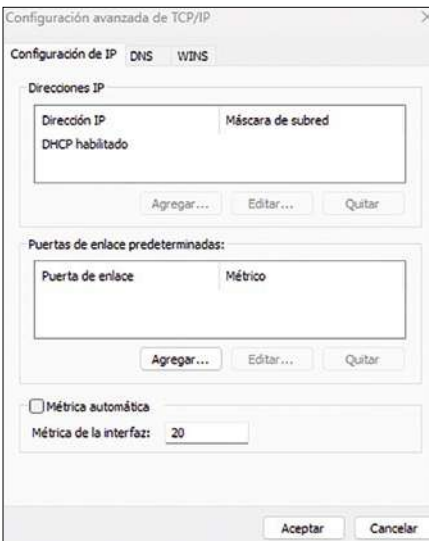 Configuración avanzada de TCP/IP
Configuración de IP DNS WINS
Direcciones IP
Dirección IP Máscara de subred
DHCP habilitado
Agregar... Editar... Quitar
Puertas de enlace predeterminadas:
Puerta de enlace Métrico
Agregar... Editar... Quitar
Métrica automática
Métrica de la interfaz: 20
Aceptar Cancelar